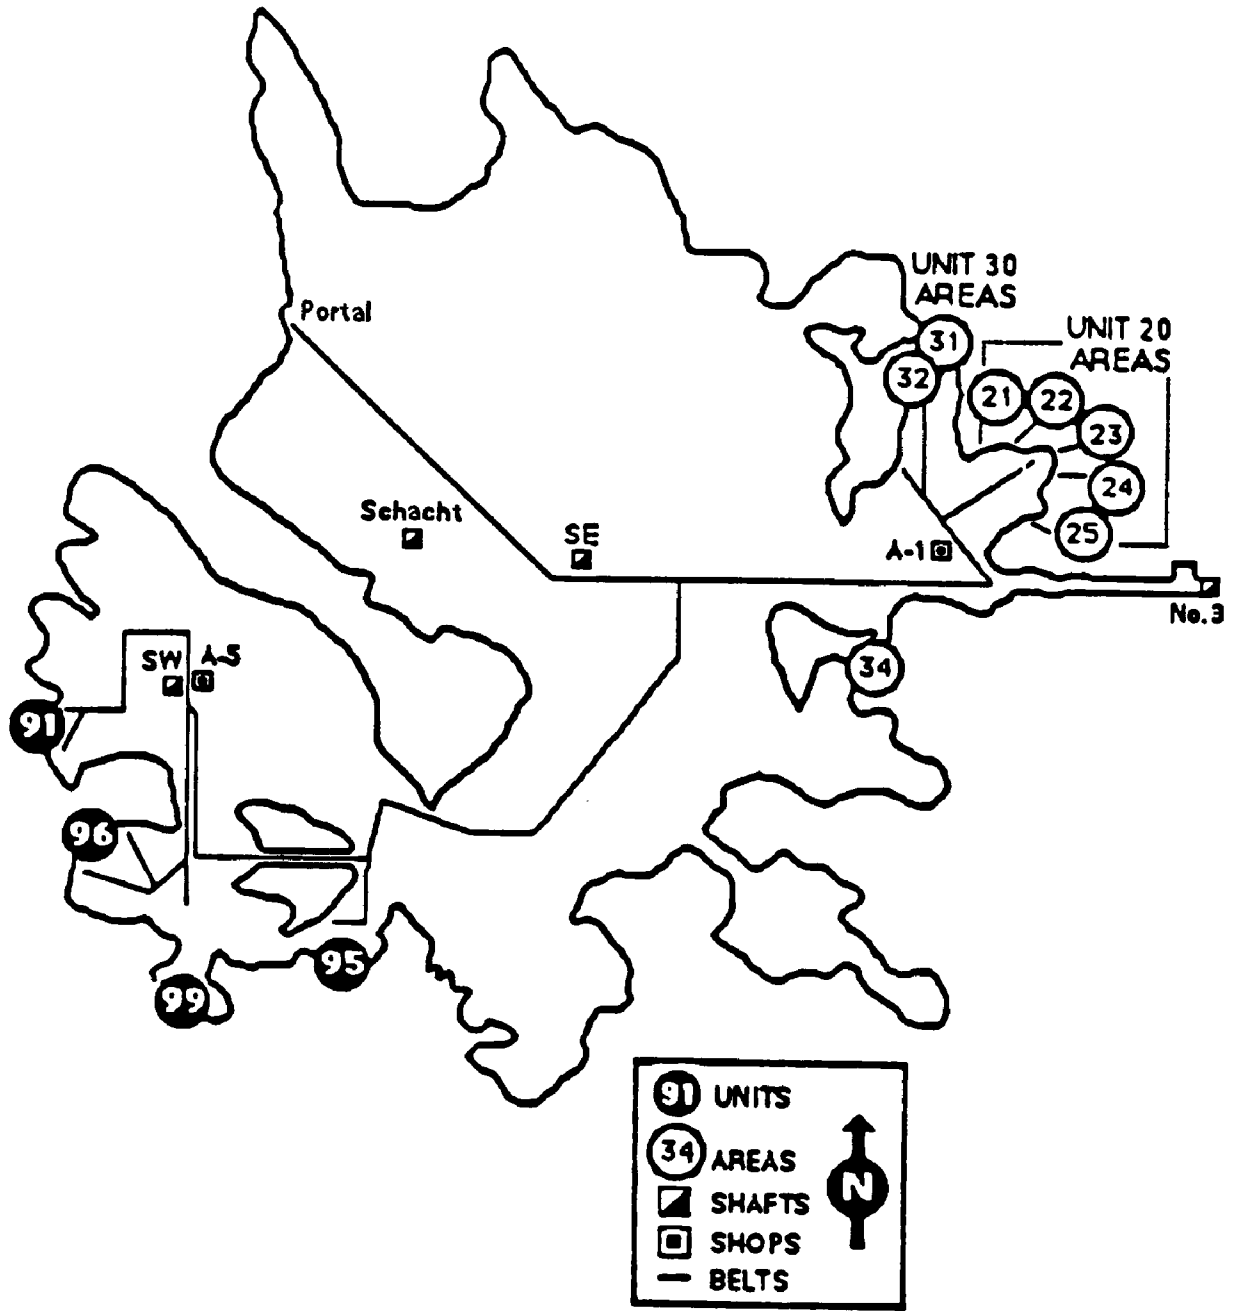 UNIT 30
AREAS
Portal
UNIT 20
AREAS
31
32
21
22
23
24
25
Schacht
SE
A-1
No.3
SW
A-5
34
91
96
95
99
91 UNITS
34 AREAS
N
SHAFTS
SHOPS
BELTS